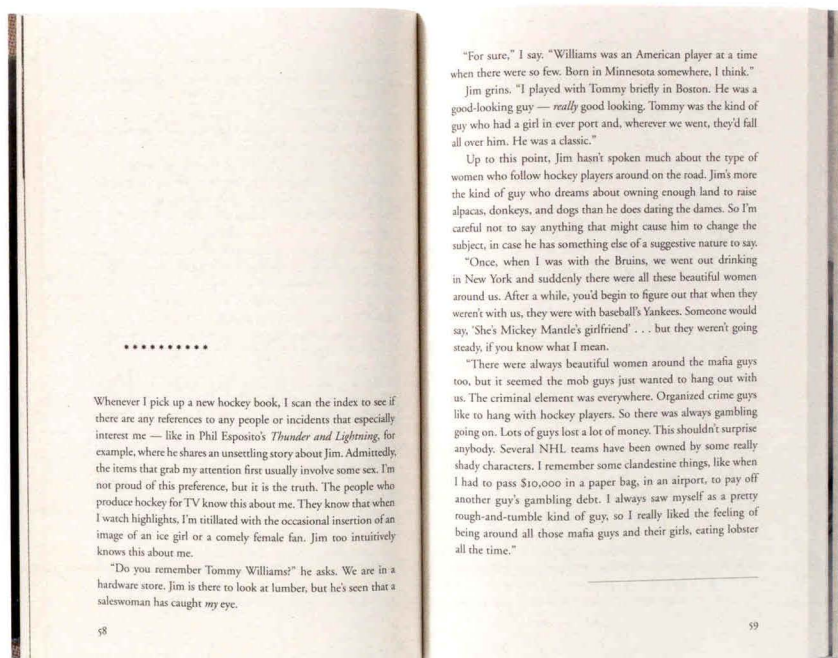 **********
Whenever I pick up a new hockey book, I scan the index to see if
there are any references to any people or incidents that especially
interest me — like in Phil Esposito's Thunder and Lightning, for
example, where he shares an unsettling story about Jim. Admittedly,
the items that grab my attention first usually involve some sex. I'm
not proud of this preference, but it is the truth. The people who
produce hockey for TV know this about me. They know that when
I watch highlights, I'm titillated with the occasional insertion of an
image of an ice girl or a comely female fan. Jim too intuitively
knows this about me.
"Do you remember Tommy Williams?" he asks. We are in a
hardware store. Jim is there to look at lumber, but he's seen that a
saleswoman has caught my eye.
58
"For sure," I say. "Williams was an American player at a time
when there were so few. Born in Minnesota somewhere, I think."
Jim grins. "I played with Tommy briefly in Boston. He was a
good-looking guy — really good looking. Tommy was the kind of
guy who had a girl in ever port and, wherever we went, they'd fall
all over him. He was a classic."
Up to this point, Jim hasn't spoken much about the type of
women who follow hockey players around on the road. Jim's more
the kind of guy who dreams about owning enough land to raise
alpacas, donkeys, and dogs than he does dating the dames. So I'm
careful not to say anything that might cause him to change the
subject, in case he has something else of a suggestive nature to say.
"Once, when I was with the Bruins, we went out drinking
in New York and suddenly there were all these beautiful women
around us. After a while, you'd begin to figure out that when they
weren't with us, they were with baseball's Yankees. Someone would
say, 'She's Mickey Mantle's girlfriend' . . . but they weren't going
steady, if you know what I mean.
"There were always beautiful women around the mafia guys
too, but it seemed the mob guys just wanted to hang out with
us. The criminal element was everywhere. Organized crime guys
like to hang with hockey players. So there was always gambling
going on. Lots of guys lost a lot of money. This shouldn't surprise
anybody. Several NHL teams have been owned by some really
shady characters. I remember some clandestine things, like when
I had to pass $10,000 in a paper bag, in an airport, to pay off
another guy's gambling debt. I always saw myself as a pretty
rough-and-tumble kind of guy, so I really liked the feeling of
being around all those mafia guys and their girls, eating lobster
all the time."
59